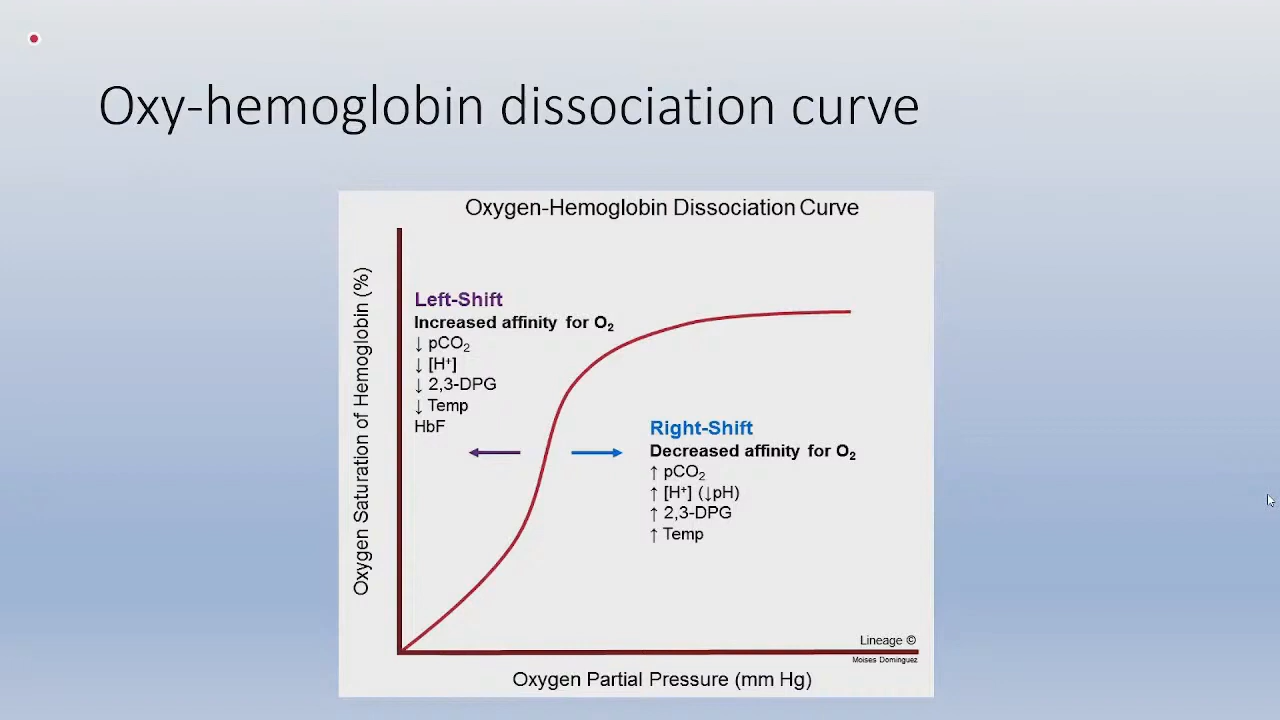 Oxy-hemoglobin dissociation curve
Oxygen-Hemoglobin Dissociation Curve
Oxygen Saturation of Hemoglobin (%)
Left-Shift
Increased affinity for O₂
↓ pCO₂
↓ [H⁺]
↓ 2,3-DPG
↓ Temp
HbF
Right-Shift
Decreased affinity for O₂
↑ pCO₂
↑ [H⁺] (↓pH)
↑ 2,3-DPG
↑ Temp
Lineage ©
Moises Dominguez
Oxygen Partial Pressure (mm Hg)